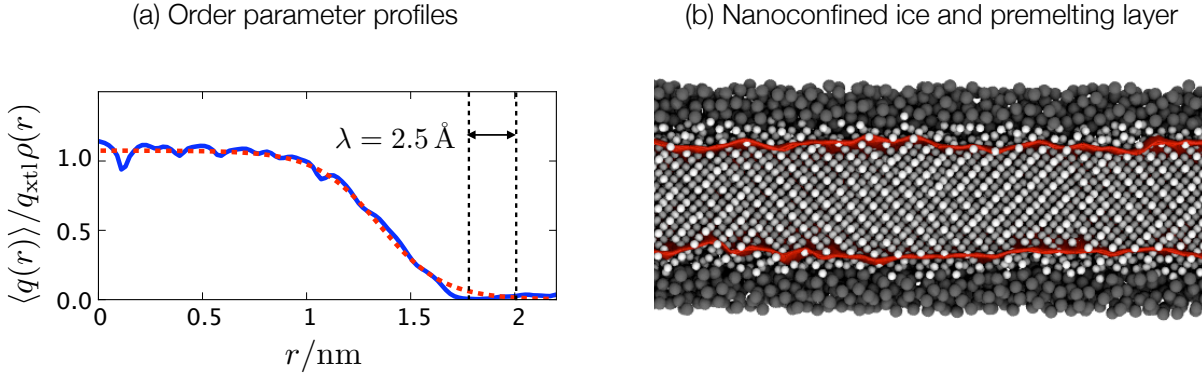 (a) Order parameter profiles
(b) Nanoconfined ice and premelting layer
⟨q(r)⟩/q_xtl ρ(r)
λ = 2.5 Å
1.0
0.5
0.0
0 0.5 1 1.5 2
r/nm